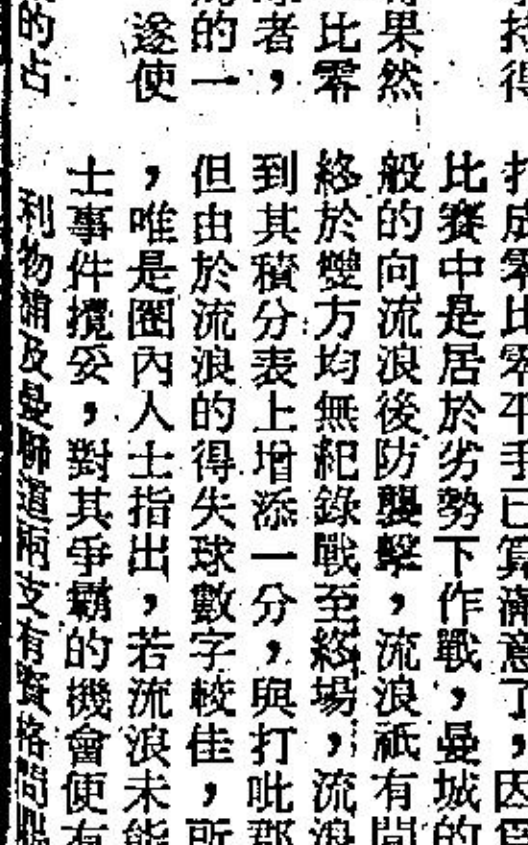 打成零比零平手已算滿意了，因爲
比賽中是居於劣勢下作戰，曼城的
般的向流浪後防襲擊，流浪祇有間
終於雙方均無紀錄戰至終場，流浪
到其積分表上增添一分，與打吡郡
但由於流浪的得失球數字較佳，所
，唯是圈內人士指出，若流浪未能
士事件攪妥，對其爭霸的機會便有
利物浦及曼聯這兩支有資格問鼎
持得
果然
比零
者，
的一
遂使
的占